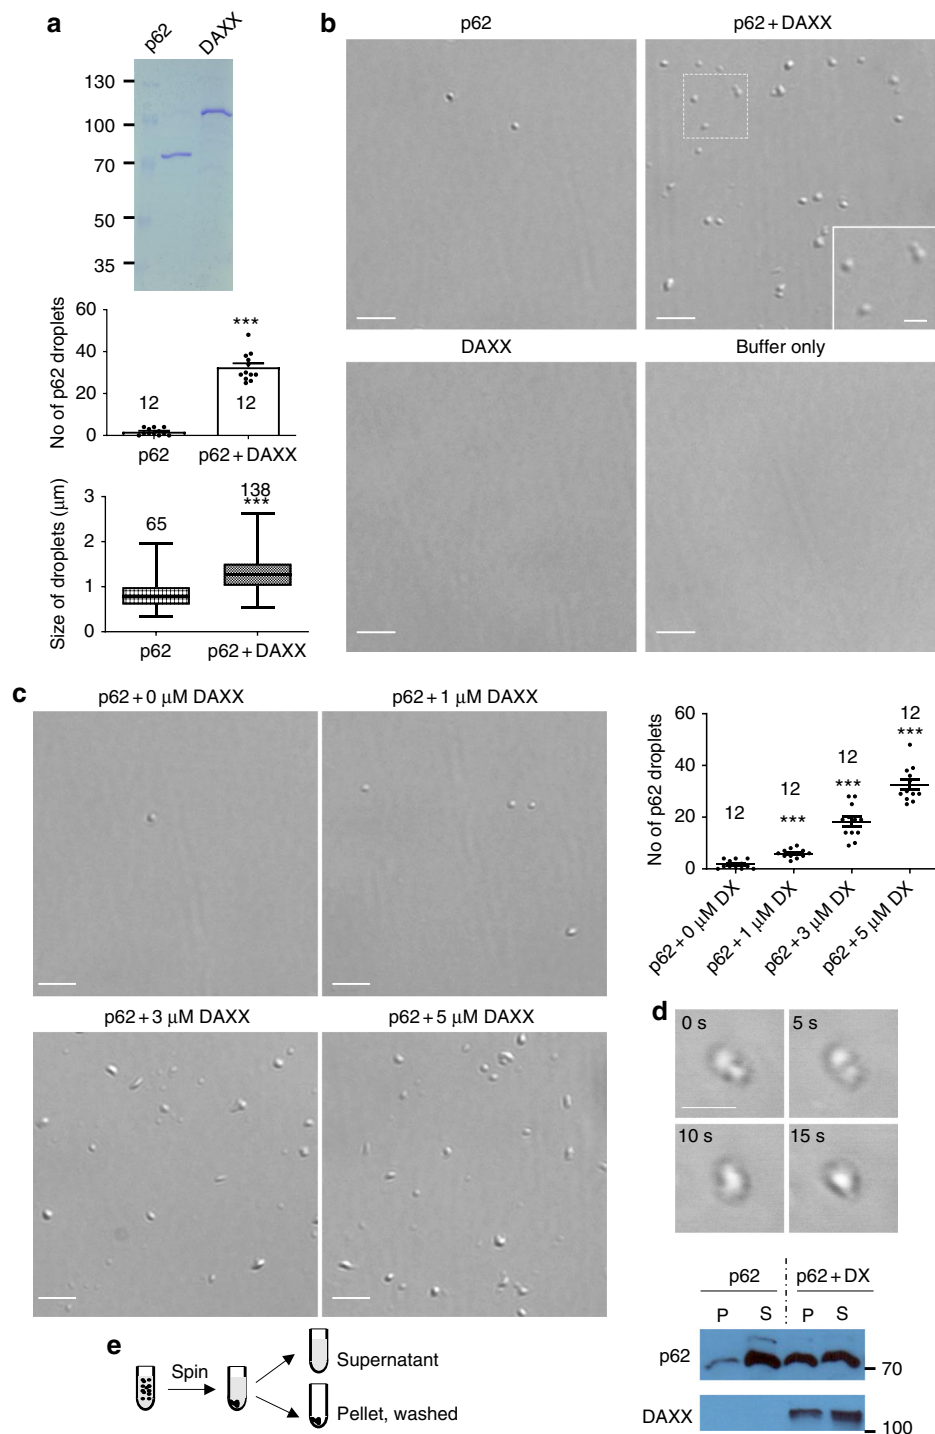 a
p62
DAXX
130
100
70
50
35
No of p62 droplets
60
40
20
0
12
***
12
p62
p62 + DAXX
Size of droplets (μm)
3
2
1
0
65
138
***
p62
p62 + DAXX
b
p62
p62 + DAXX
DAXX
Buffer only
c
p62 + 0 μM DAXX
p62 + 1 μM DAXX
p62 + 3 μM DAXX
p62 + 5 μM DAXX
No of p62 droplets
60
40
20
0
12
12
***
12
***
12
***
p62 + 0 μM DX
p62 + 1 μM DX
p62 + 3 μM DX
p62 + 5 μM DX
d
0 s
5 s
10 s
15 s
e
Spin
Supernatant
Pellet, washed
p62
p62 + DX
P
S
P
S
p62
70
DAXX
100